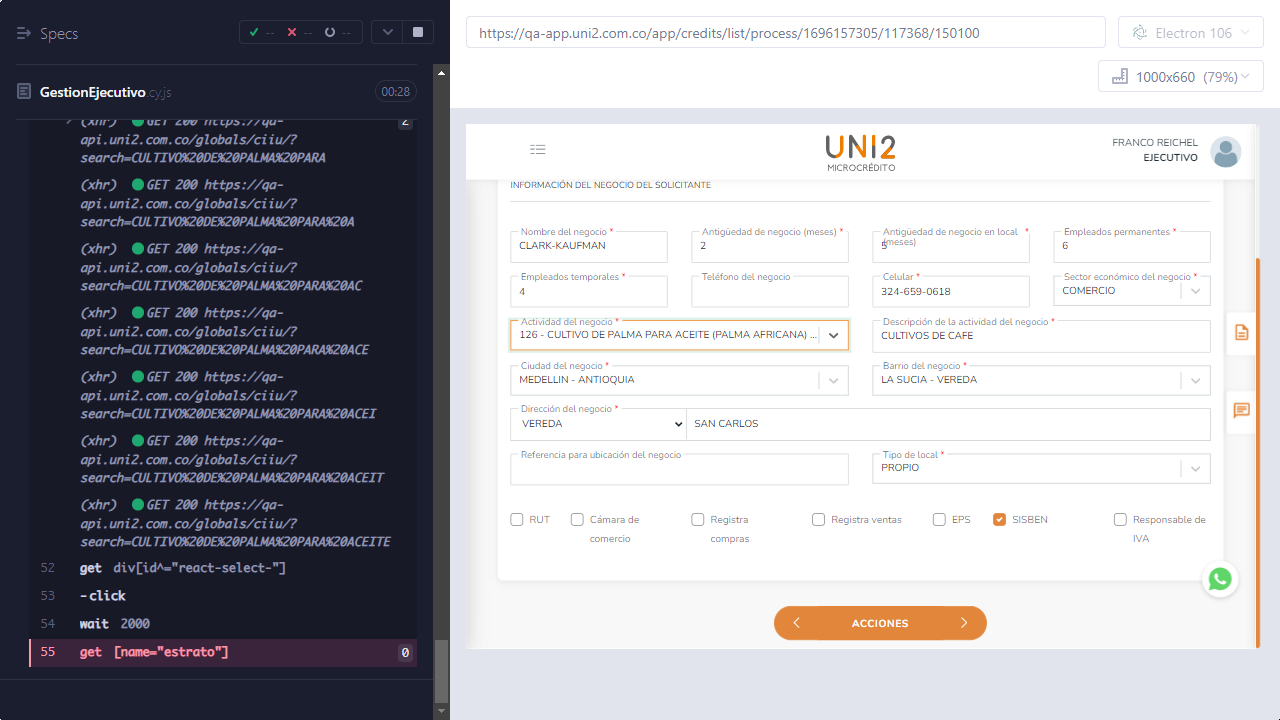 Specs
--
--
--
GestionEjecutivo.cy.js
00:28
(xhr) GET 200 https://qa-
api.uni2.com.co/globals/ciiu/?
search=CULTIVO%20DE%20PALMA%20PARA
2
(xhr) GET 200 https://qa-
api.uni2.com.co/globals/ciiu/?
search=CULTIVO%20DE%20PALMA%20PARA%20A
(xhr) GET 200 https://qa-
api.uni2.com.co/globals/ciiu/?
search=CULTIVO%20DE%20PALMA%20PARA%20AC
(xhr) GET 200 https://qa-
api.uni2.com.co/globals/ciiu/?
search=CULTIVO%20DE%20PALMA%20PARA%20ACE
(xhr) GET 200 https://qa-
api.uni2.com.co/globals/ciiu/?
search=CULTIVO%20DE%20PALMA%20PARA%20ACEI
(xhr) GET 200 https://qa-
api.uni2.com.co/globals/ciiu/?
search=CULTIVO%20DE%20PALMA%20PARA%20ACEIT
(xhr) GET 200 https://qa-
api.uni2.com.co/globals/ciiu/?
search=CULTIVO%20DE%20PALMA%20PARA%20ACEITE
52 get div[id^="react-select-"]
53 -click
54 wait 2000
55 get [name="estrato"] 0
https://qa-app.uni2.com.co/app/credits/list/process/1696157305/117368/150100
Electron 106
1000x660 (79%)
UNI2
MICROCRÉDITO
FRANCO REICHEL
EJECUTIVO
INFORMACIÓN DEL NEGOCIO DEL SOLICITANTE
Nombre del negocio *
CLARK-KAUFMAN
Antigüedad de negocio (meses) *
2
Antigüedad de negocio en local *
(meses)
5
Empleados permanentes *
6
Empleados temporales *
4
Teléfono del negocio
Celular *
324-659-0618
Sector económico del negocio *
COMERCIO
Actividad del negocio *
126 - CULTIVO DE PALMA PARA ACEITE (PALMA AFRICANA) ...
Descripción de la actividad del negocio *
CULTIVOS DE CAFE
Ciudad del negocio *
MEDELLIN - ANTIOQUIA
Barrio del negocio *
LA SUCIA - VEREDA
Dirección del negocio *
VEREDA
SAN CARLOS
Referencia para ubicación del negocio
Tipo de local *
PROPIO
RUT
Cámara de
comercio
Registra
compras
Registra ventas
EPS
SISBEN
Responsable de
IVA
ACCIONES